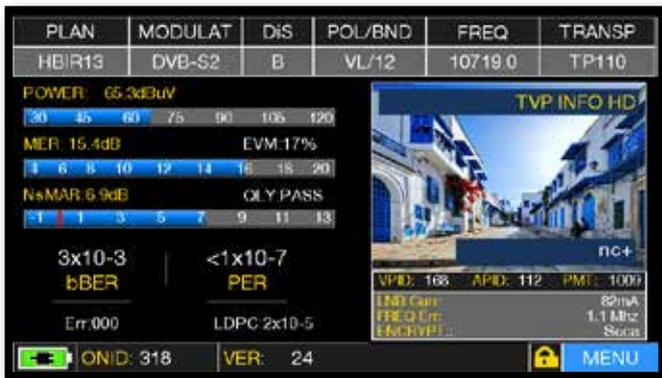 PLAN MODULAT DiS POL/BND FREQ TRANSP
HBIR13 DVB-S2 B VL/12 10719.0 TP110
POWER: 65.3dBuV
30 45 60 75 90 105 120
MER: 15.4dB EVM:17%
4 6 8 10 12 14 16 18 20
NsMAR:6.9dB QLY:PASS
-1 1 3 5 7 9 11 13
3x10-3 <1x10-7
bBER PER
Err:000 LDPC 2x10-5
TVP INFO HD
nc+
VPID: 168 APID: 112 PMT: 1009
LNB Curr: 82mA
FREQ Err: 1.1 Mhz
ENCRYPT.: Seca
ONID: 318 VER: 24 MENU